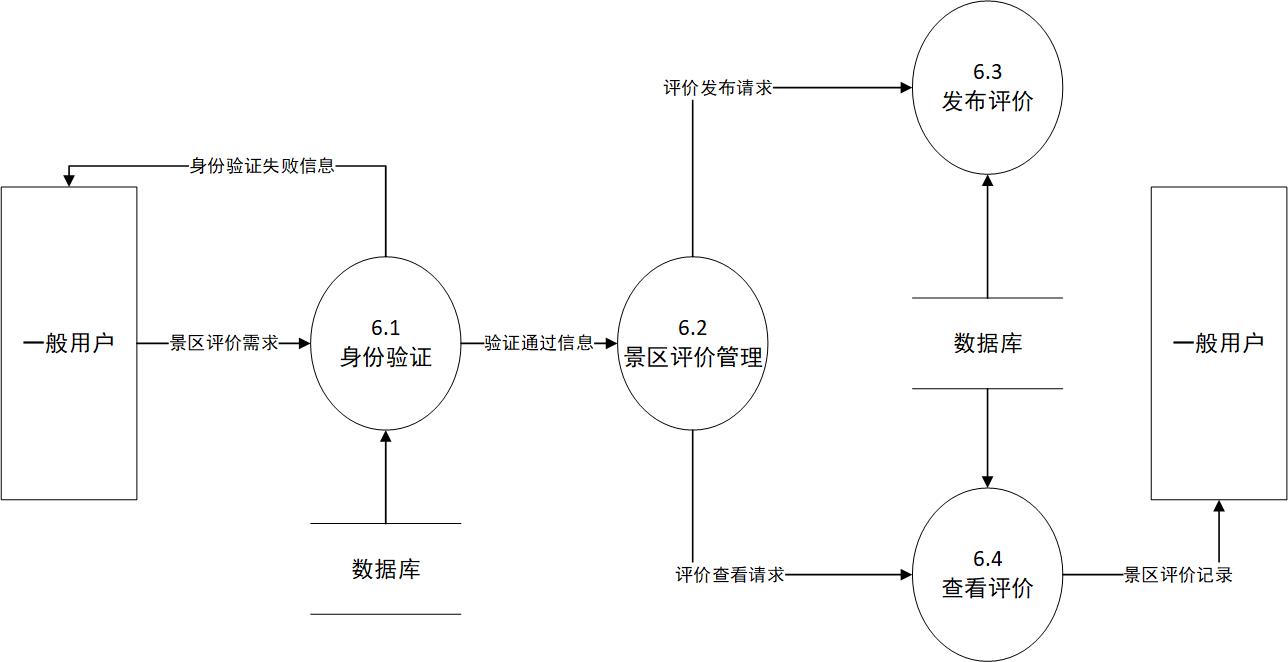 6.3
发布评价
评价发布请求
身份验证失败信息
一般用户
景区评价需求
6.1
身份验证
验证通过信息
6.2
景区评价管理
数据库
一般用户
数据库
评价查看请求
6.4
查看评价
景区评价记录